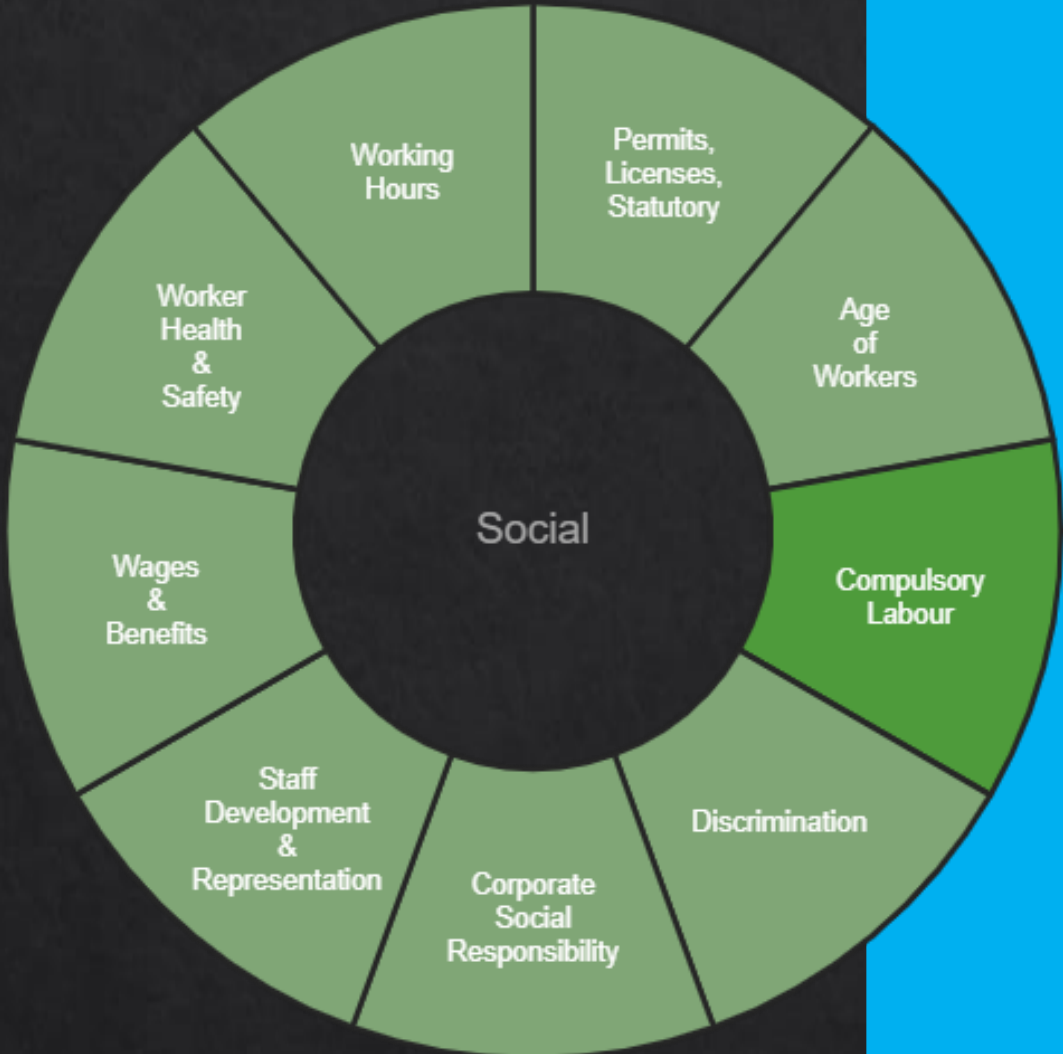 Permits,
Licenses,
Statutory
Age
of
Workers
Compulsory
Labour
Discrimination
Corporate
Social
Responsibility
Staff
Development
&
Representation
Wages
&
Benefits
Worker
Health
&
Safety
Working
Hours
Social